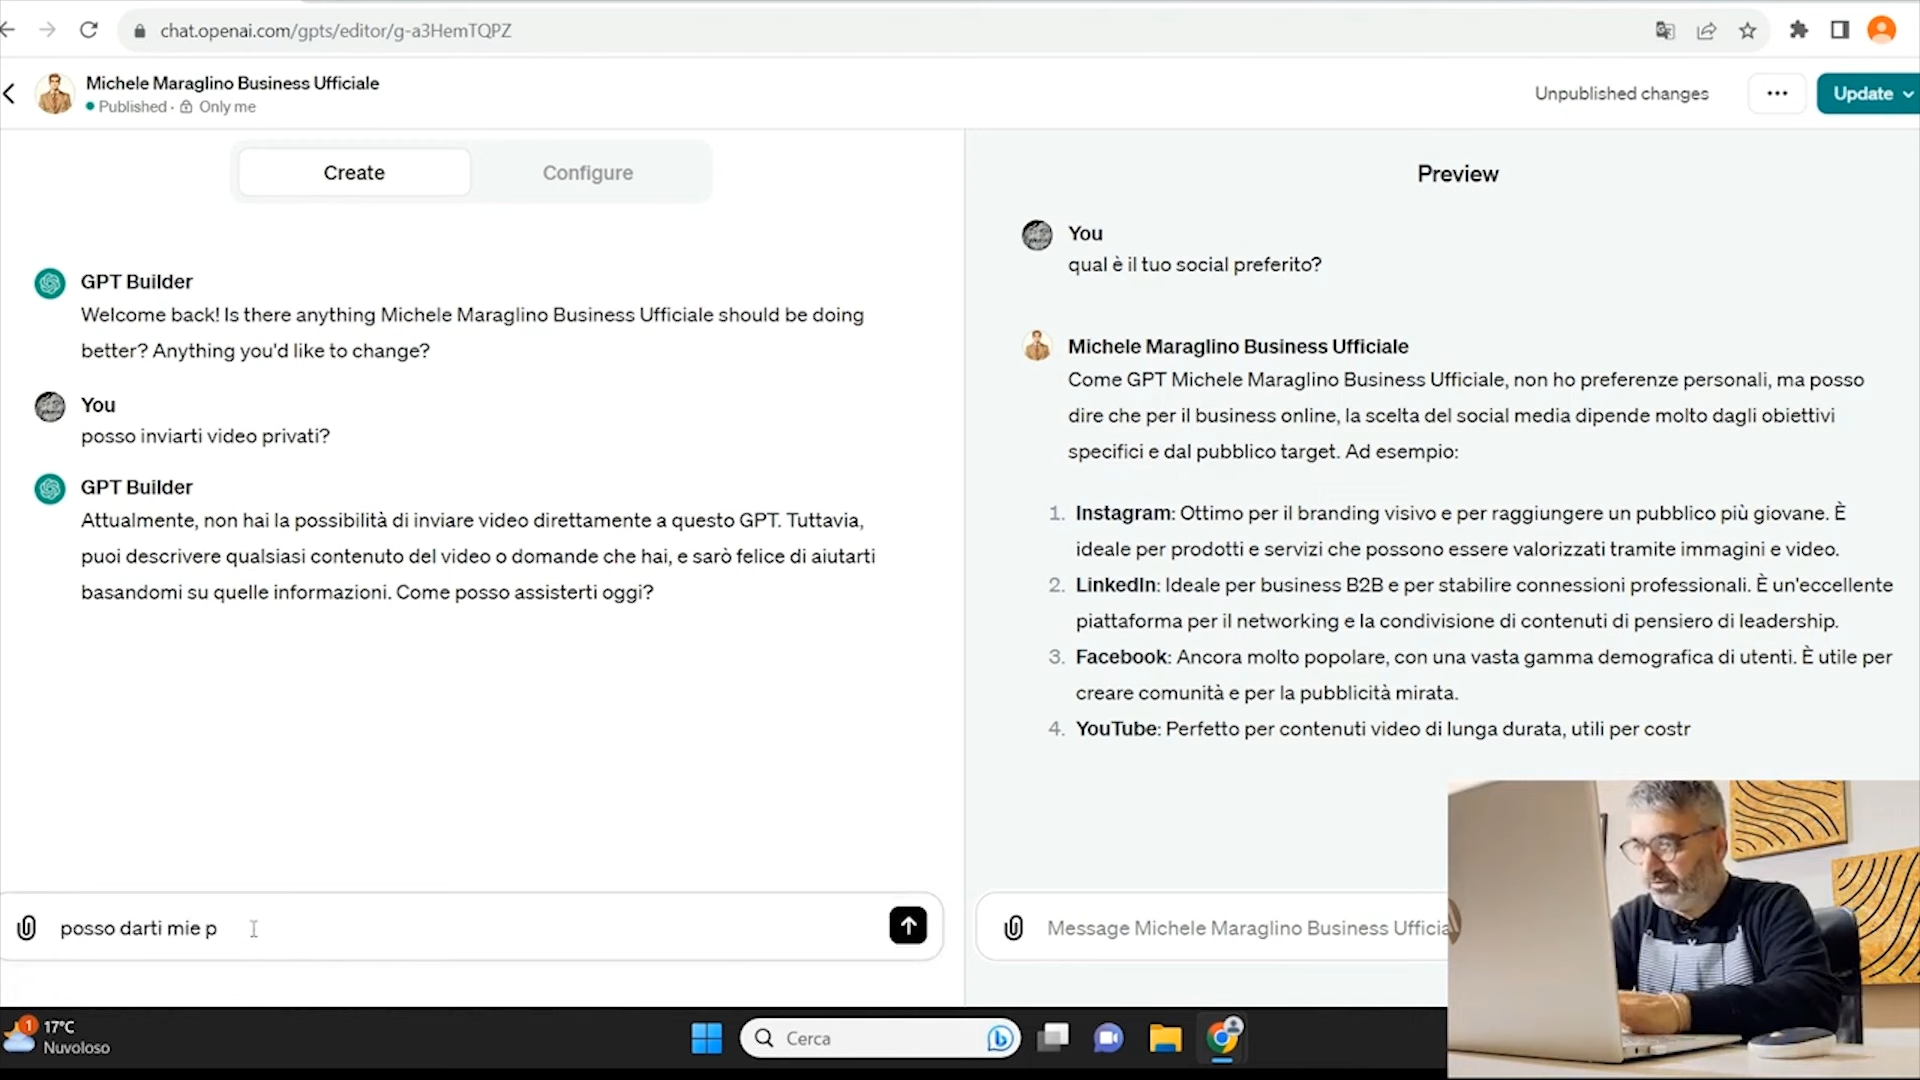 chat.openai.com/gpts/editor/g-a3HemTQPZ
Michele Maraglino Business Ufficiale
Published · Only me
Unpublished changes
Update
Create
Configure
Preview
GPT Builder
Welcome back! Is there anything Michele Maraglino Business Ufficiale should be doing
better? Anything you'd like to change?
You
posso inviarti video privati?
GPT Builder
Attualmente, non hai la possibilità di inviare video direttamente a questo GPT. Tuttavia,
puoi descrivere qualsiasi contenuto del video o domande che hai, e sarò felice di aiutarti
basandomi su quelle informazioni. Come posso assisterti oggi?
posso darti mie p
You
qual è il tuo social preferito?
Michele Maraglino Business Ufficiale
Come GPT Michele Maraglino Business Ufficiale, non ho preferenze personali, ma posso
dire che per il business online, la scelta del social media dipende molto dagli obiettivi
specifici e dal pubblico target. Ad esempio:
1. Instagram: Ottimo per il branding visivo e per raggiungere un pubblico più giovane. È
ideale per prodotti e servizi che possono essere valorizzati tramite immagini e video.
2. LinkedIn: Ideale per business B2B e per stabilire connessioni professionali. È un'eccellente
piattaforma per il networking e la condivisione di contenuti di pensiero di leadership.
3. Facebook: Ancora molto popolare, con una vasta gamma demografica di utenti. È utile per
creare comunità e per la pubblicità mirata.
4. YouTube: Perfetto per contenuti video di lunga durata, utili per costr
Message Michele Maraglino Business Ufficia
1
17°C
Nuvoloso
Cerca